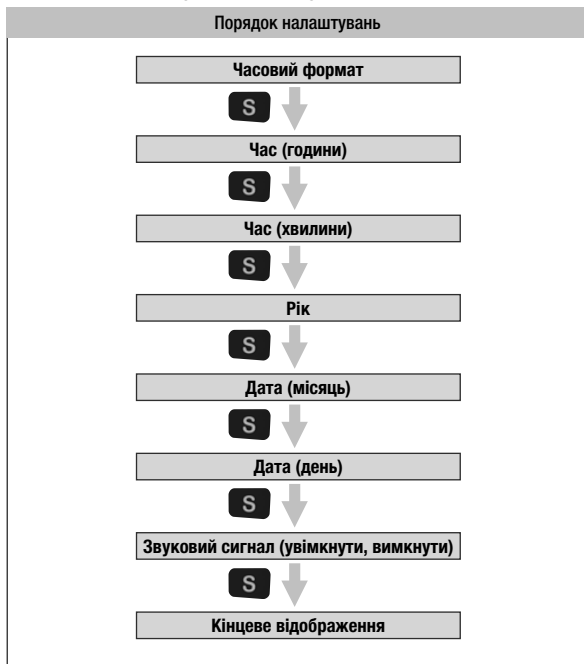 Порядок налаштувань
Часовий формат
S
Час (години)
S
Час (хвилини)
S
Рік
S
Дата (місяць)
S
Дата (день)
S
Звуковий сигнал (увімкнути, вимкнути)
S
Кінцеве відображення